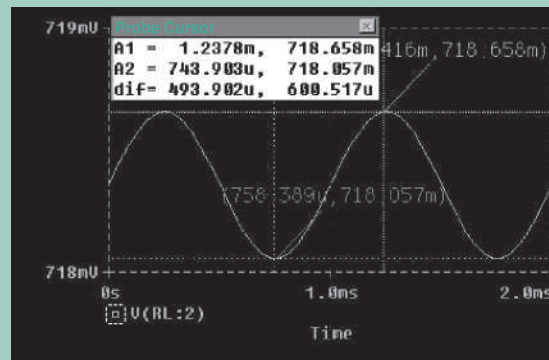 719mV
Probe Cursor
A1 = 1.2378m, 718.658m
A2 = 743.903u, 718.057m
dif= 493.902u, 600.517u
416m,718.658m)
(758.389u,718.057m)
718mV
0s 1.0ms 2.0ms
V(RL:2)
Time